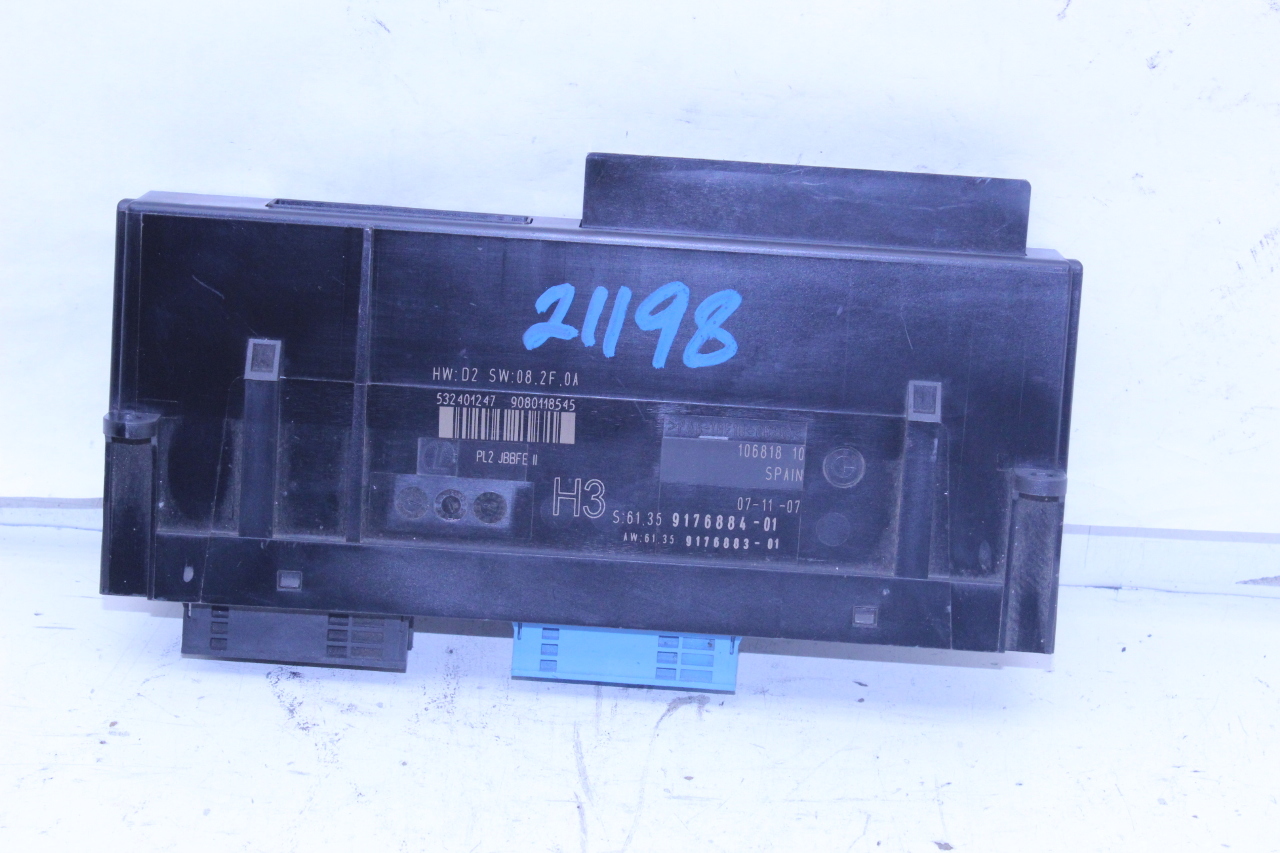 21198
HW:D2 SW:08.2F.0A
532401247 9080118545
PL2 JBBFE II
106818 10
SPAIN
H3
07-11-07
S:61.35 9176884-01
AW:61.35 9176883-01